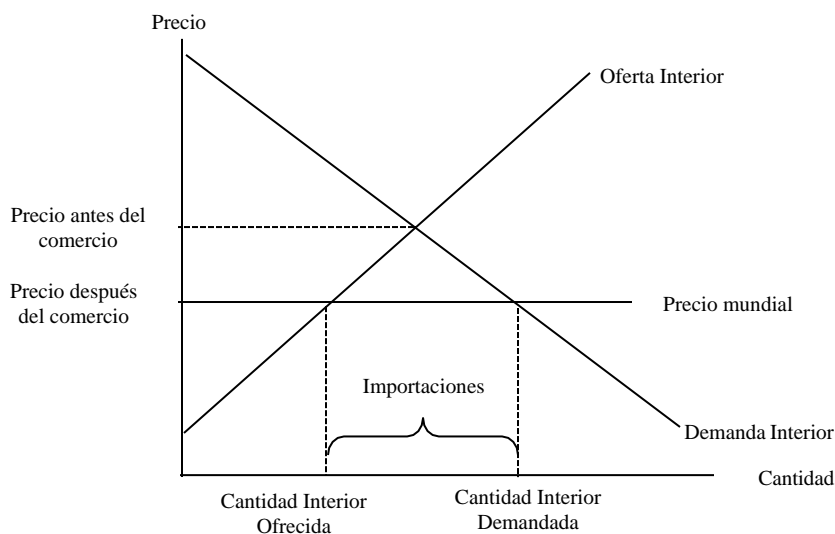 Precio
Oferta Interior
Precio antes del
comercio
Precio después
del comercio
Precio mundial
Importaciones
Demanda Interior
Cantidad
Cantidad Interior
Ofrecida
Cantidad Interior
Demandada